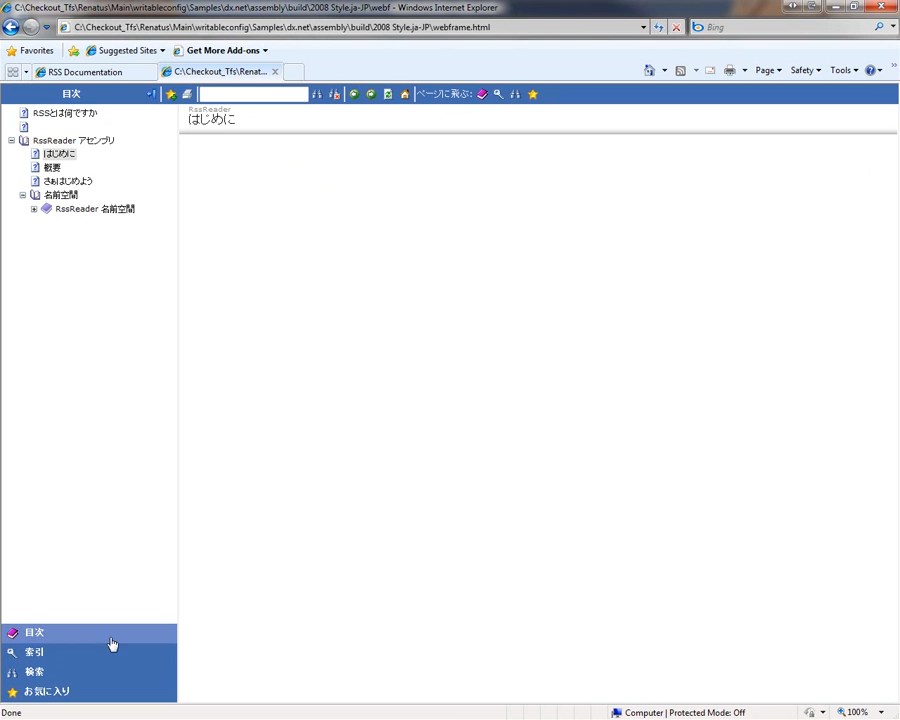 C:\Checkout_Tfs\Renatus\Main\writableconfig\Samples\dx.net\assembly\build\2008 Style.ja-JP\webf - Windows Internet Explorer
C:\Checkout_Tfs\Renatus\Main\writableconfig\Samples\dx.net\assembly\build\2008 Style.ja-JP\webframe.html
Bing
Favorites
Suggested Sites
Get More Add-ons
RSS Documentation
C:\Checkout_Tfs\Renat...
Page
Safety
Tools
目次
ページに飛ぶ:
RSSとは何ですか
RssReader アセンブリ
はじめに
概要
さぁはじめよう
名前空間
RssReader 名前空間
RssReader
はじめに
目次
索引
検索
お気に入り
Done
Computer | Protected Mode: Off
100%